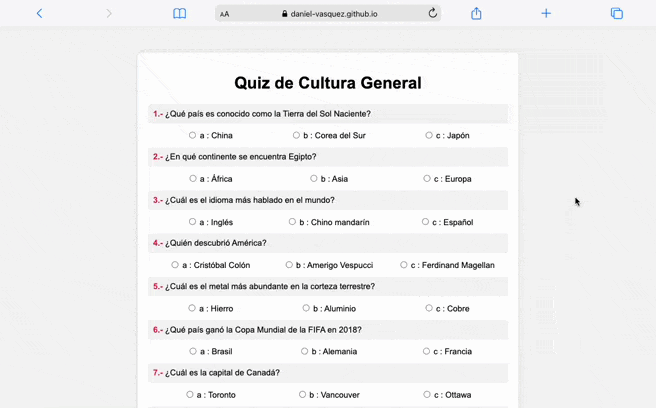 AA daniel-vasquez.github.io
Quiz de Cultura General
1.- ¿Qué país es conocido como la Tierra del Sol Naciente?
a : China b : Corea del Sur c : Japón
2.- ¿En qué continente se encuentra Egipto?
a : África b : Asia c : Europa
3.- ¿Cuál es el idioma más hablado en el mundo?
a : Inglés b : Chino mandarín c : Español
4.- ¿Quién descubrió América?
a : Cristóbal Colón b : Amerigo Vespucci c : Ferdinand Magellan
5.- ¿Cuál es el metal más abundante en la corteza terrestre?
a : Hierro b : Aluminio c : Cobre
6.- ¿Qué país ganó la Copa Mundial de la FIFA en 2018?
a : Brasil b : Alemania c : Francia
7.- ¿Cuál es la capital de Canadá?
a : Toronto b : Vancouver c : Ottawa